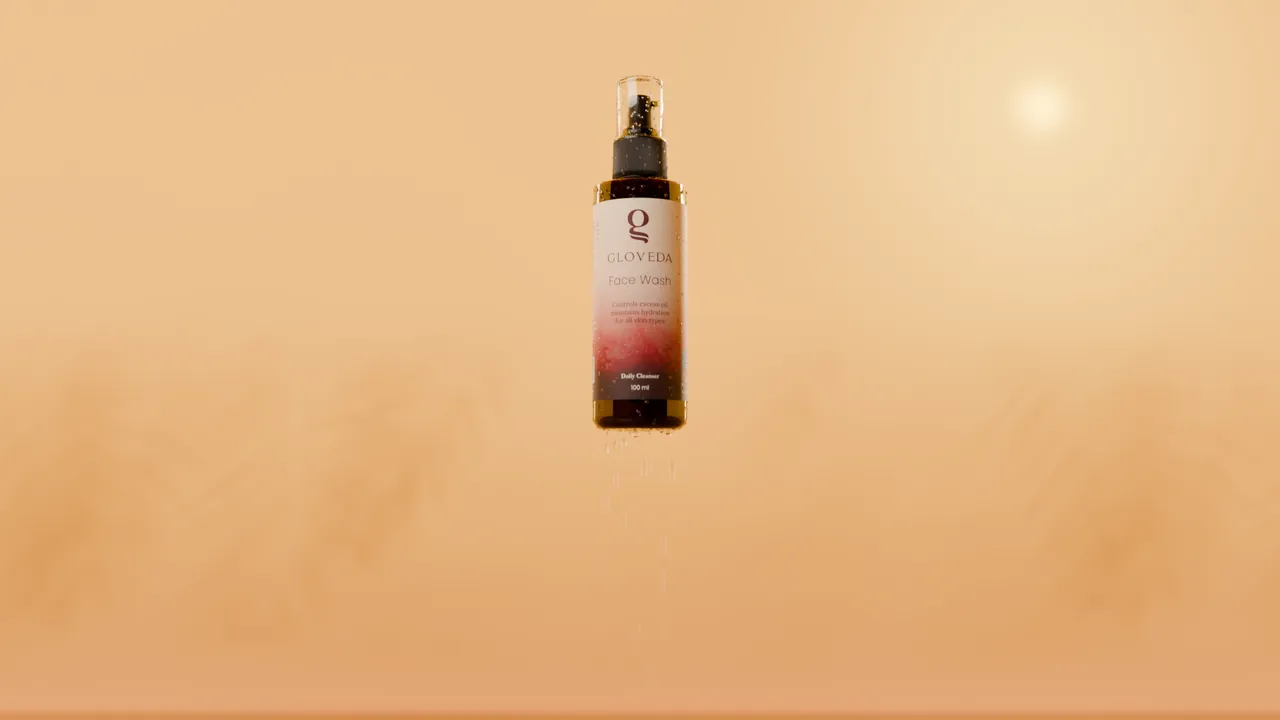 g
GLOVEDA
Face Wash
Controls excess oil,
maintains hydration
for all skin types
Daily Cleanser
100 ml